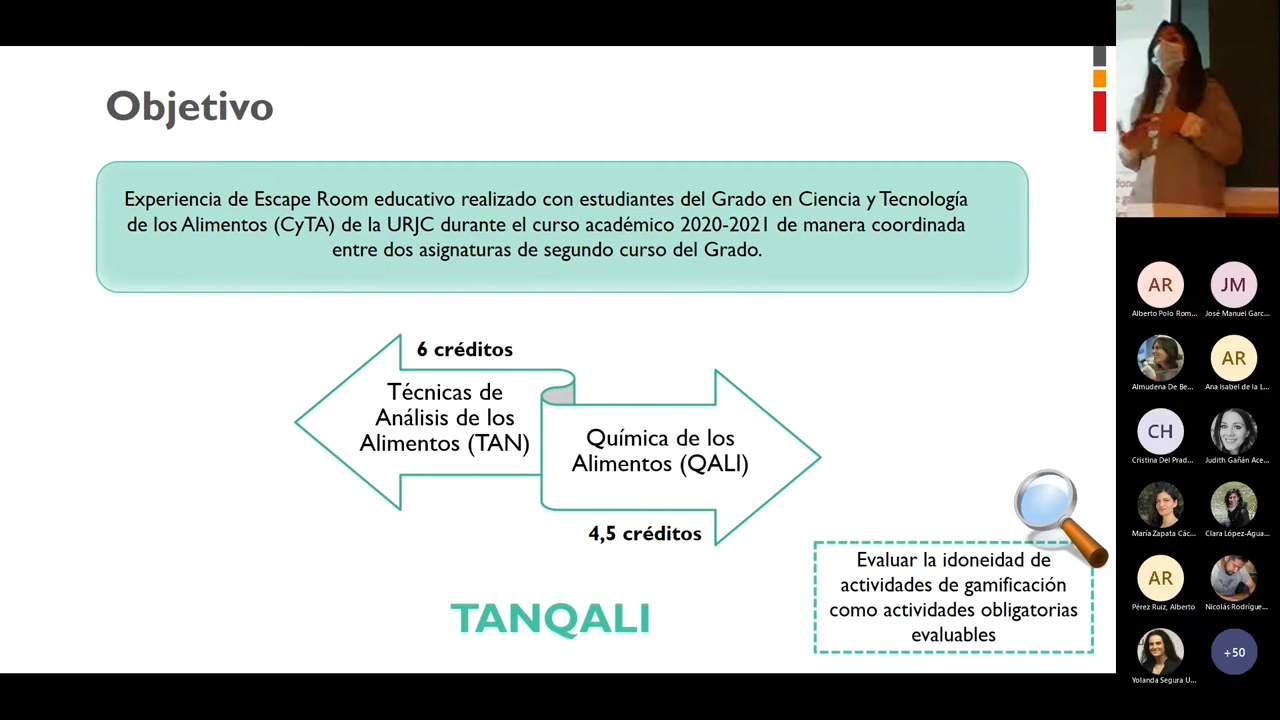 Objetivo
Experiencia de Escape Room educativo realizado con estudiantes del Grado en Ciencia y Tecnología
de los Alimentos (CyTA) de la URJC durante el curso académico 2020-2021 de manera coordinada
entre dos asignaturas de segundo curso del Grado.
6 créditos
Técnicas de
Análisis de los
Alimentos (TAN)
Química de los
Alimentos (QALI)
4,5 créditos
TANQALI
Evaluar la idoneidad de
actividades de gamificación
como actividades obligatorias
evaluables
AR
JM
Alberto Polo Rom...
José Manuel Garc...
AR
Almudena De Be...
Ana Isabel de la L...
CH
Cristina Del Prad...
Judith Gañán Ace...
María Zapata Các...
Clara López-Agua...
AR
Pérez Ruiz, Alberto
Nicolás Rodrígue...
+50
Yolanda Segura U...